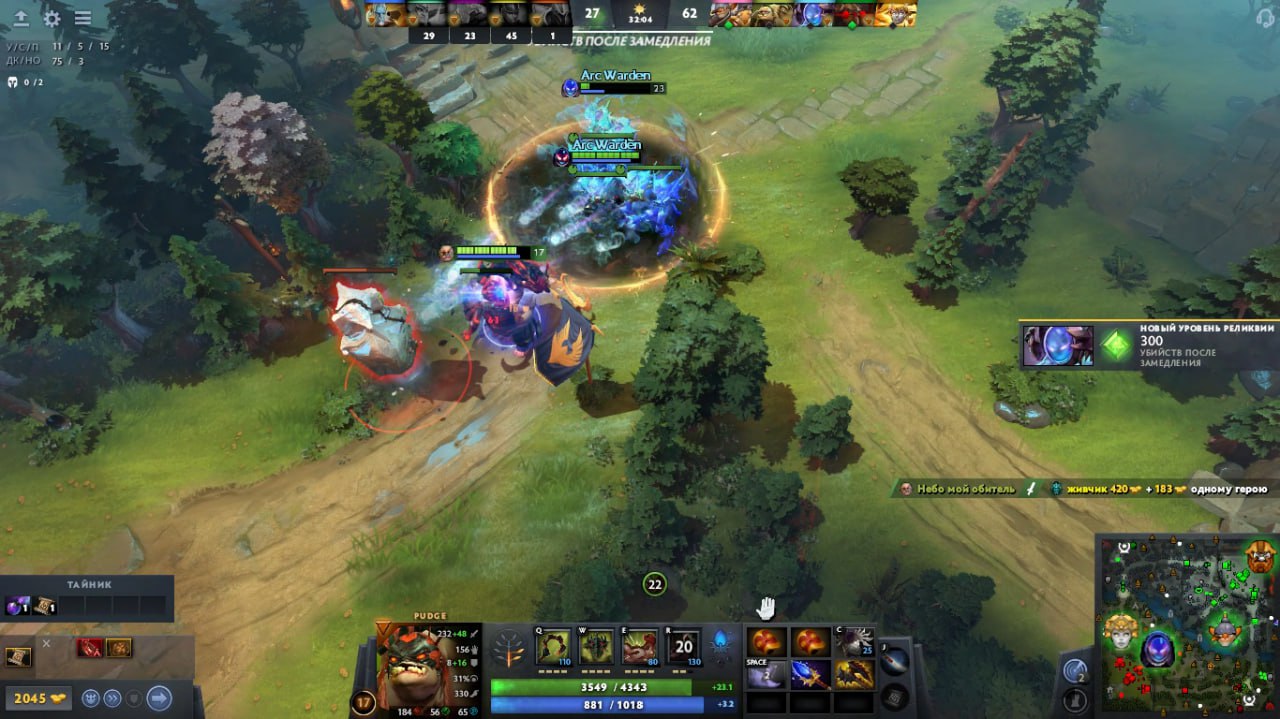 27 32:04 62
29 23 45 1
УБИЙСТВ ПОСЛЕ ЗАМЕДЛЕНИЯ
У/С/П 11 / 5 / 15
ДК/НО 75 / 3
0 /2
Arc Warden
23
Arc Warden
17
61
НОВЫЙ УРОВЕНЬ РЕЛИКВИИ
300
УБИЙСТВ ПОСЛЕ
ЗАМЕДЛЕНИЯ
Небо мой обитель живчик 420 + 183 одному герою
ТАЙНИК
1 1
22
PUDGE
232+48
156
8+16
31%
330
184 56 65
17
Q 110 W E 80 R 20 130
3549 / 4343 +23.1
881 / 1018 +3.2
C 25
SPACE 2
J
2
2045